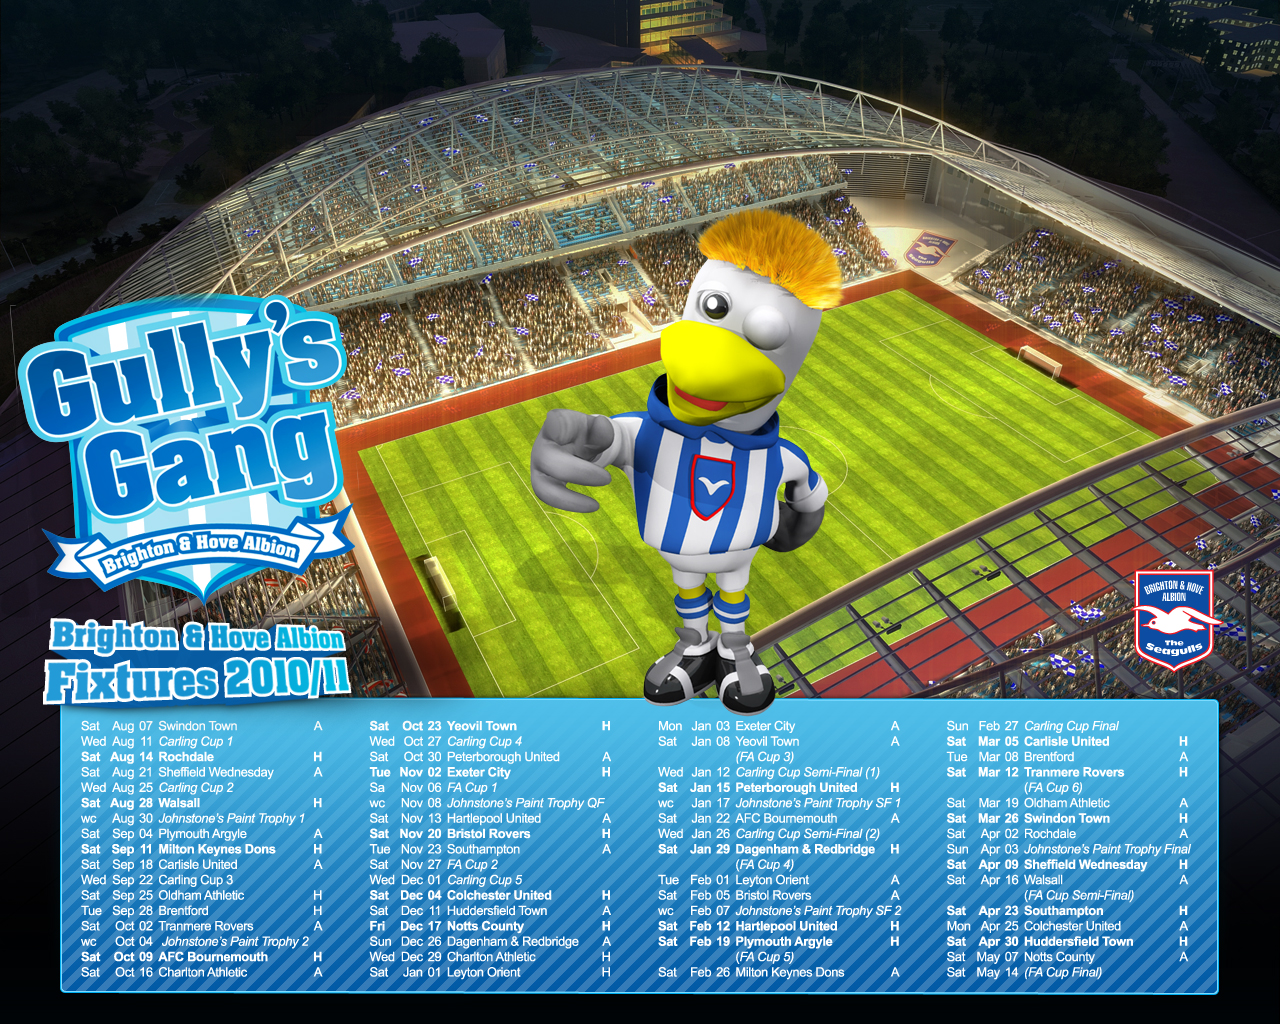 Gully's
Gang
Brighton & Hove Albion
Brighton & Hove Albion
Fixtures 2010/11
BRIGHTON & HOVE
ALBION
The
Seagulls
Sat Aug 07 Swindon Town A
Wed Aug 11 Carling Cup 1
Sat Aug 14 Rochdale H
Sat Aug 21 Sheffield Wednesday A
Wed Aug 25 Carling Cup 2
Sat Aug 28 Walsall H
wc Aug 30 Johnstone's Paint Trophy 1
Sat Sep 04 Plymouth Argyle A
Sat Sep 11 Milton Keynes Dons H
Sat Sep 18 Carlisle United A
Wed Sep 22 Carling Cup 3
Sat Sep 25 Oldham Athletic H
Tue Sep 28 Brentford H
Sat Oct 02 Tranmere Rovers A
wc Oct 04 Johnstone's Paint Trophy 2
Sat Oct 09 AFC Bournemouth H
Sat Oct 16 Charlton Athletic A
Sat Oct 23 Yeovil Town H
Wed Oct 27 Carling Cup 4
Sat Oct 30 Peterborough United A
Tue Nov 02 Exeter City H
Sa Nov 06 FA Cup 1
wc Nov 08 Johnstone's Paint Trophy QF
Sat Nov 13 Hartlepool United A
Sat Nov 20 Bristol Rovers H
Tue Nov 23 Southampton A
Sat Nov 27 FA Cup 2
Wed Dec 01 Carling Cup 5
Sat Dec 04 Colchester United H
Sat Dec 11 Huddersfield Town A
Fri Dec 17 Notts County H
Sun Dec 26 Dagenham & Redbridge A
Wed Dec 29 Charlton Athletic H
Sat Jan 01 Leyton Orient H
Mon Jan 03 Exeter City A
Sat Jan 08 Yeovil Town A
(FA Cup 3)
Wed Jan 12 Carling Cup Semi-Final (1)
Sat Jan 15 Peterborough United H
wc Jan 17 Johnstone's Paint Trophy SF 1
Sat Jan 22 AFC Bournemouth A
Wed Jan 26 Carling Cup Semi-Final (2)
Sat Jan 29 Dagenham & Redbridge H
(FA Cup 4)
Tue Feb 01 Leyton Orient A
Sat Feb 05 Bristol Rovers A
wc Feb 07 Johnstone's Paint Trophy SF 2
Sat Feb 12 Hartlepool United H
Sat Feb 19 Plymouth Argyle H
(FA Cup 5)
Sat Feb 26 Milton Keynes Dons A
Sun Feb 27 Carling Cup Final
Sat Mar 05 Carlisle United H
Tue Mar 08 Brentford A
Sat Mar 12 Tranmere Rovers H
(FA Cup 6)
Sat Mar 19 Oldham Athletic A
Sat Mar 26 Swindon Town H
Sat Apr 02 Rochdale A
Sun Apr 03 Johnstone's Paint Trophy Final
Sat Apr 09 Sheffield Wednesday H
Sat Apr 16 Walsall A
(FA Cup Semi-Final)
Sat Apr 23 Southampton H
Mon Apr 25 Colchester United A
Sat Apr 30 Huddersfield Town H
Sat May 07 Notts County A
Sat May 14 (FA Cup Final)